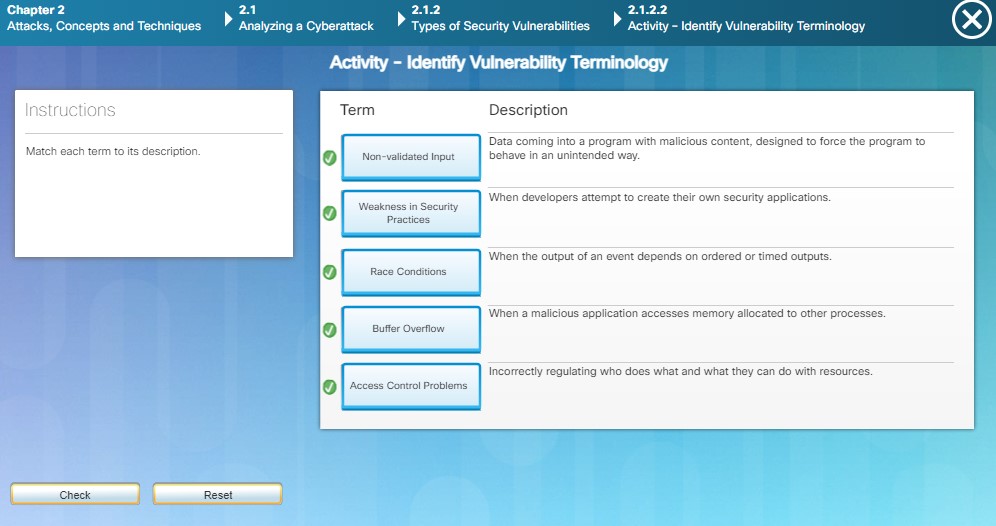 Chapter 2
Attacks, Concepts and Techniques
2.1
Analyzing a Cyberattack
2.1.2
Types of Security Vulnerabilities
2.1.2.2
Activity – Identify Vulnerability Terminology
Activity – Identify Vulnerability Terminology
Instructions
Match each term to its description.
Term
Description
Non-validated Input
Data coming into a program with malicious content, designed to force the program to
behave in an unintended way.
Weakness in Security
Practices
When developers attempt to create their own security applications.
Race Conditions
When the output of an event depends on ordered or timed outputs.
Buffer Overflow
When a malicious application accesses memory allocated to other processes.
Access Control Problems
Incorrectly regulating who does what and what they can do with resources.
Check
Reset